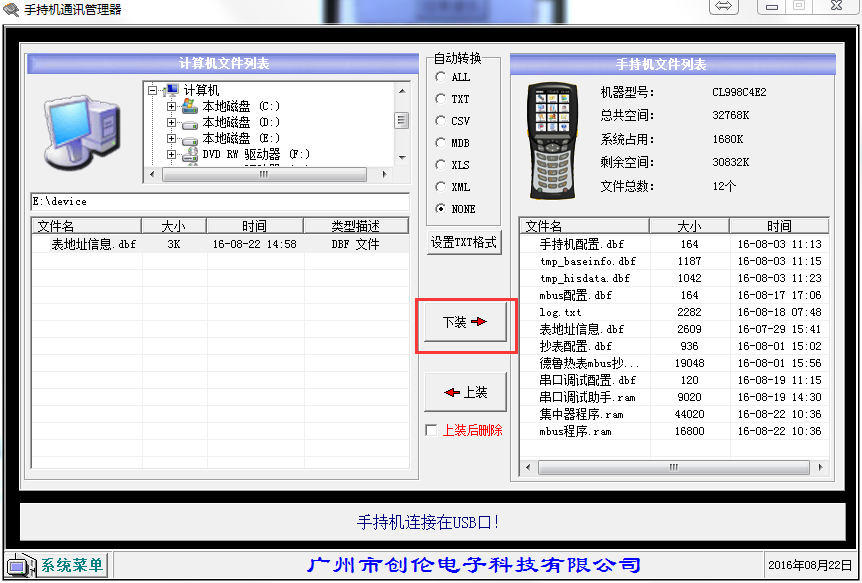 手持机通讯管理器
计算机文件列表
计算机
本地磁盘 (C:)
本地磁盘 (D:)
本地磁盘 (E:)
DVD RW 驱动器 (F:)
E:\device
文件名 大小 时间 类型描述
表地址信息.dbf 3K 16-08-22 14:58 DBF 文件
自动转换
ALL
TXT
CSV
MDB
XLS
XML
NONE
设置TXT格式
下装
上装
上装后删除
手持机文件列表
机器型号: CL998C4E2
总共空间: 32768K
系统占用: 1680K
剩余空间: 30832K
文件总数: 12个
文件名 大小 时间
手持机配置.dbf 164 16-08-03 11:13
tmp_baseinfo.dbf 1187 16-08-03 11:15
tmp_hisdata.dbf 1042 16-08-03 11:23
mbus配置.dbf 164 16-08-17 17:06
log.txt 2282 16-08-18 07:48
表地址信息.dbf 2609 16-07-29 15:41
抄表配置.dbf 936 16-08-01 15:02
德鲁热表mbus抄... 19048 16-08-01 15:56
串口调试配置.dbf 120 16-08-19 11:15
串口调试助手.ram 9020 16-08-19 14:30
集中器程序.ram 44020 16-08-22 10:36
mbus程序.ram 16800 16-08-22 10:36
手持机连接在USB口!
系统菜单
广州市创伦电子科技有限公司
2016年08月22日